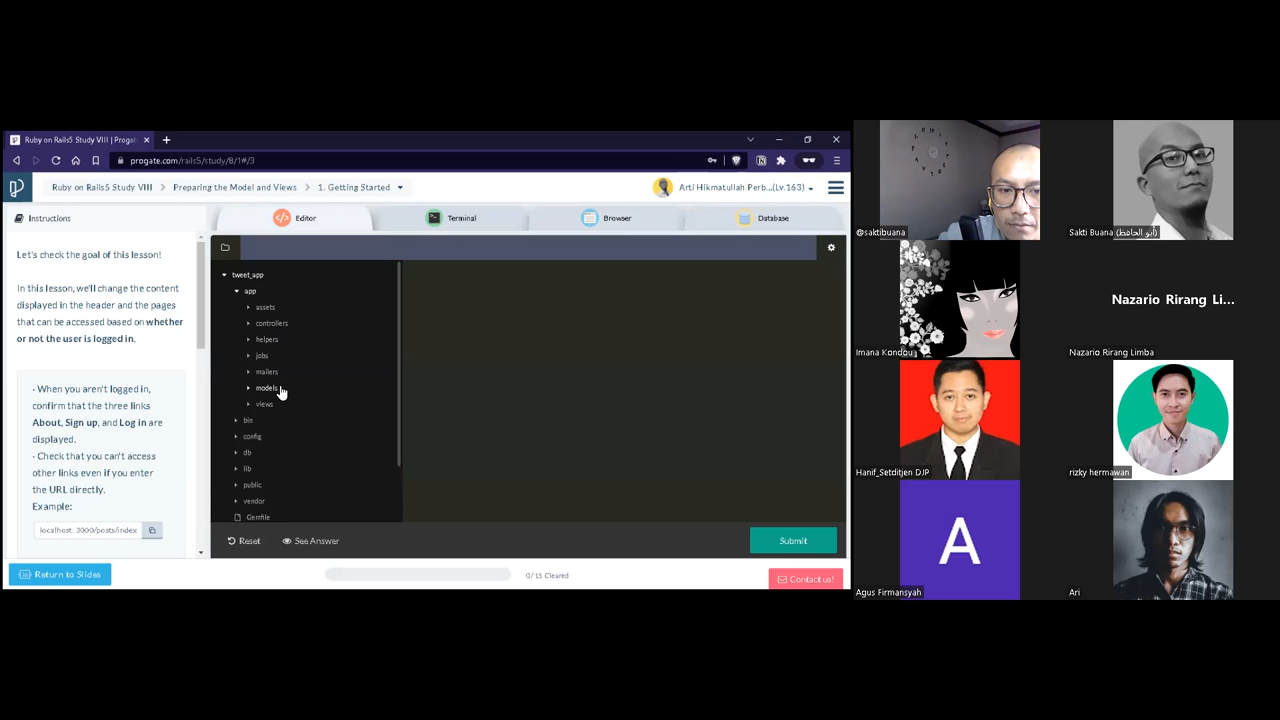 Ruby on Rails5 Study VIII | Progate
progate.com/rails5/study/8/1#/3
Ruby on Rails5 Study VIII
Preparing the Model and Views
1. Getting Started
Arti Hikmatullah Perb...(Lv.163)
Instructions
Editor
Terminal
Browser
Database
Let's check the goal of this lesson!
In this lesson, we'll change the content
displayed in the header and the pages
that can be accessed based on whether
or not the user is logged in.
- When you aren't logged in,
confirm that the three links
About, Sign up, and Log in are
displayed.
- Check that you can't access
other links even if you enter
the URL directly.
Example:
localhost: 3000/posts/index
tweet_app
app
assets
controllers
helpers
jobs
mailers
models
views
bin
config
db
lib
public
vendor
Gemfile
Reset
See Answer
Submit
Return to Slides
0/15 Cleared
Contact us!
@saktibuana
Sakti Buana (أبو الحافظ)
Imana Kondou
Nazario Rirang Li...
Nazario Rirang Limba
Hanif_Setditjen DJP
rizky hermawan
A
Agus Firmansyah
Ari